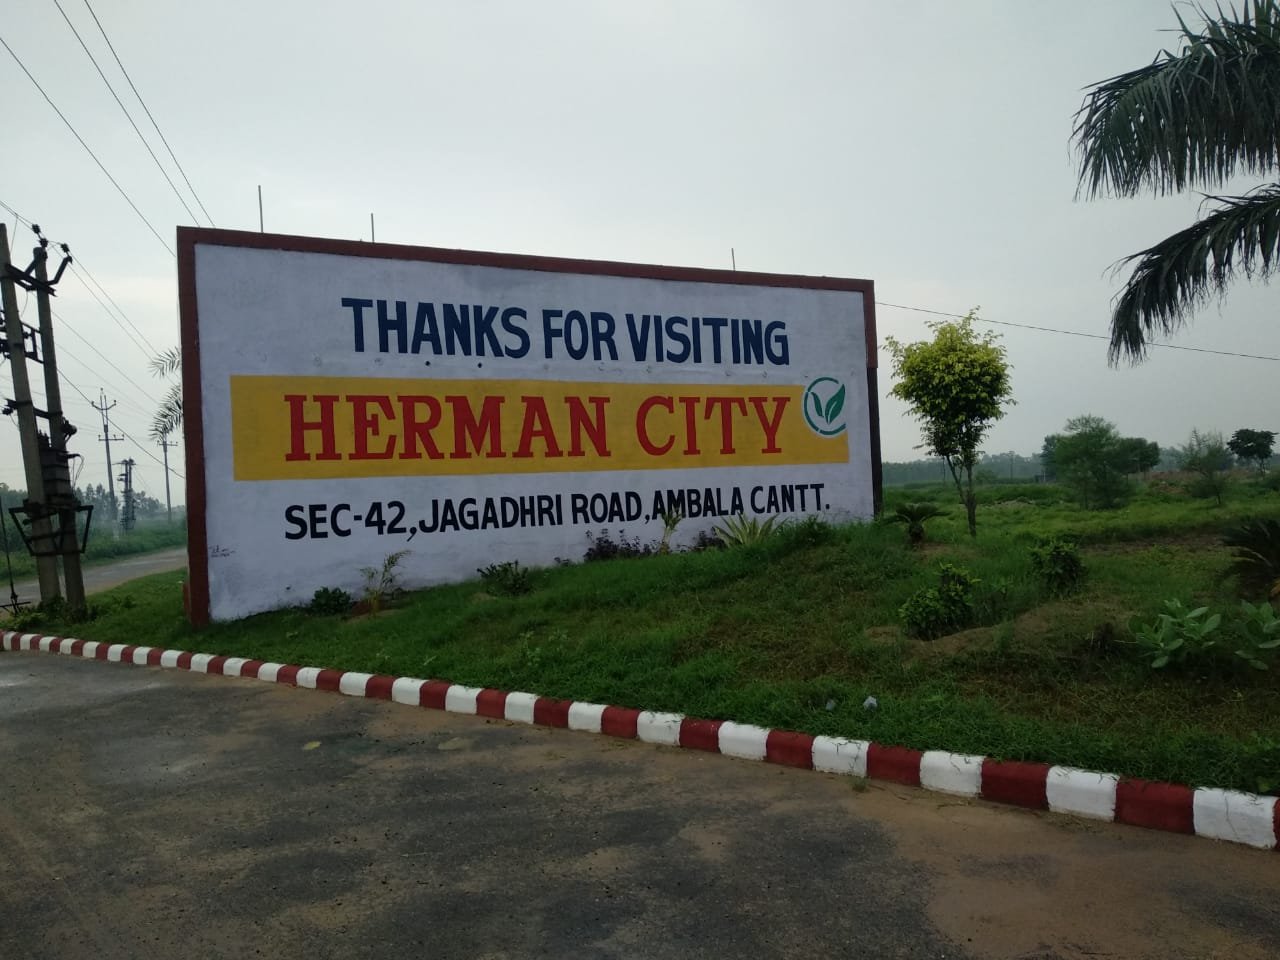 THANKS FOR VISITING
HERMAN CITY
SEC-42,JAGADHRI ROAD,AMBALA CANTT.